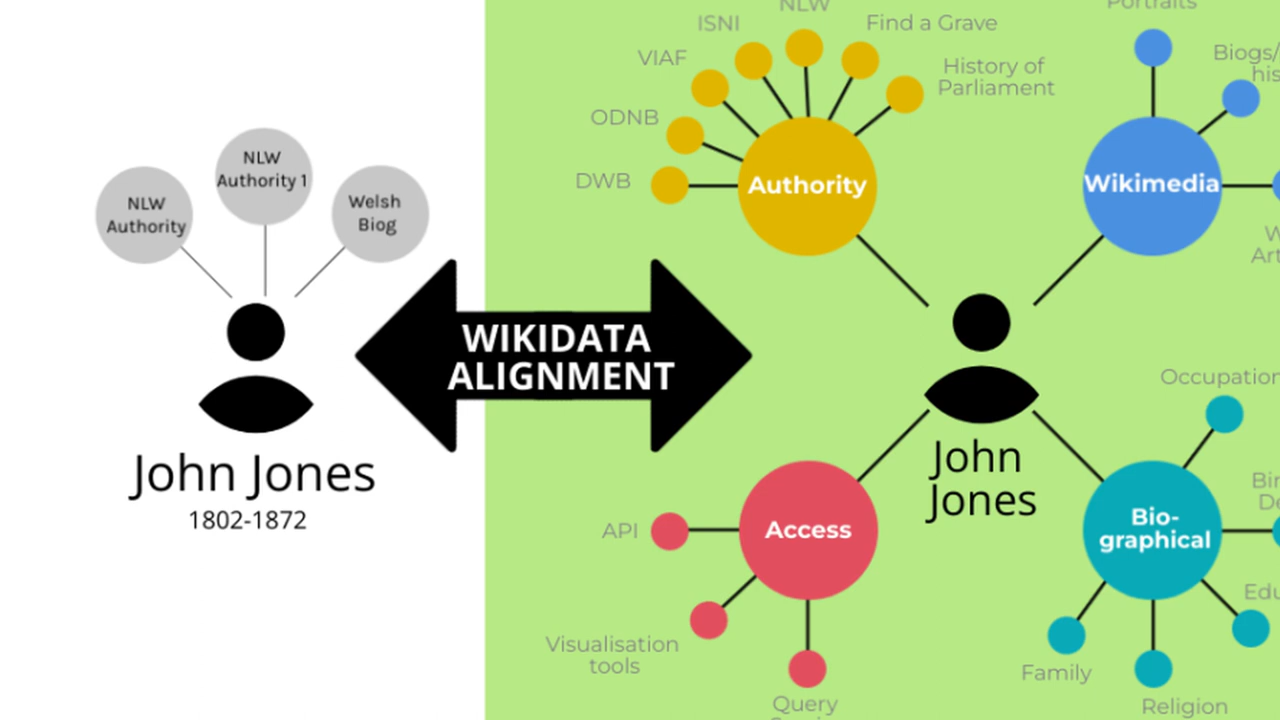 NLW
Authority
NLW
Authority 1
Welsh
Biog
John Jones
1802-1872
WIKIDATA
ALIGNMENT
DWB
ODNB
VIAF
ISNI
NLW
Find a Grave
History of
Parliament
Authority
Portraits
Biogs/
Wikimedia
John
Jones
Access
API
Visualisation
tools
Query
Bio-
graphical
Occupation
Family
Religion